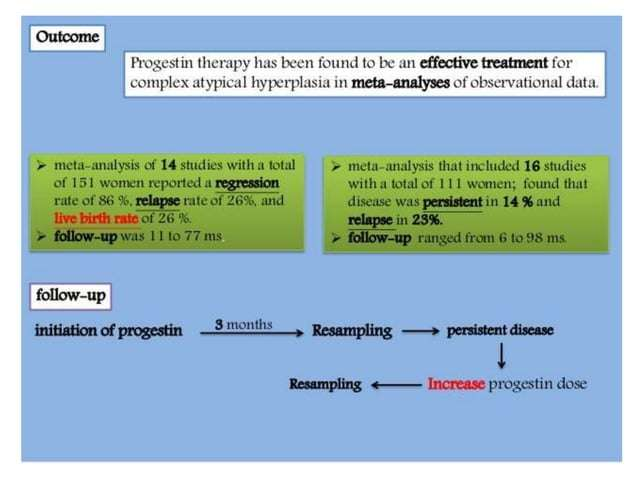 Outcome
Progestin therapy has been found to be an effective treatment for
complex atypical hyperplasia in meta-analyses of observational data.
➢ meta-analysis of 14 studies with a total
of 151 women reported a regression
rate of 86 %, relapse rate of 26%, and
live birth rate of 26 %.
➢ follow-up was 11 to 77 ms.
➢ meta-analysis that included 16 studies
with a total of 111 women; found that
disease was persistent in 14 % and
relapse in 23%.
➢ follow-up ranged from 6 to 98 ms.
follow-up
initiation of progestin 3 months Resampling persistent disease
Resampling Increase progestin dose